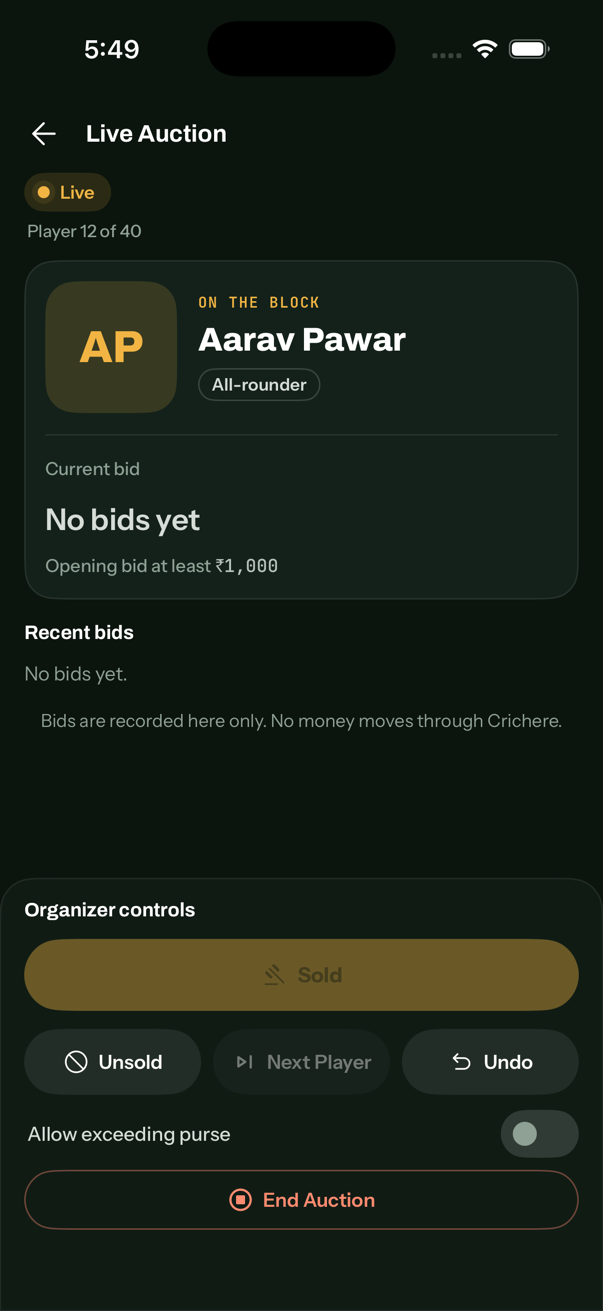 5:49
Live Auction
Live
Player 12 of 40
AP
ON THE BLOCK
Aarav Pawar
All-rounder
Current bid
No bids yet
Opening bid at least ₹1,000
Recent bids
No bids yet.
Bids are recorded here only. No money moves through Crichere.
Organizer controls
Sold
Unsold
Next Player
Undo
Allow exceeding purse
End Auction